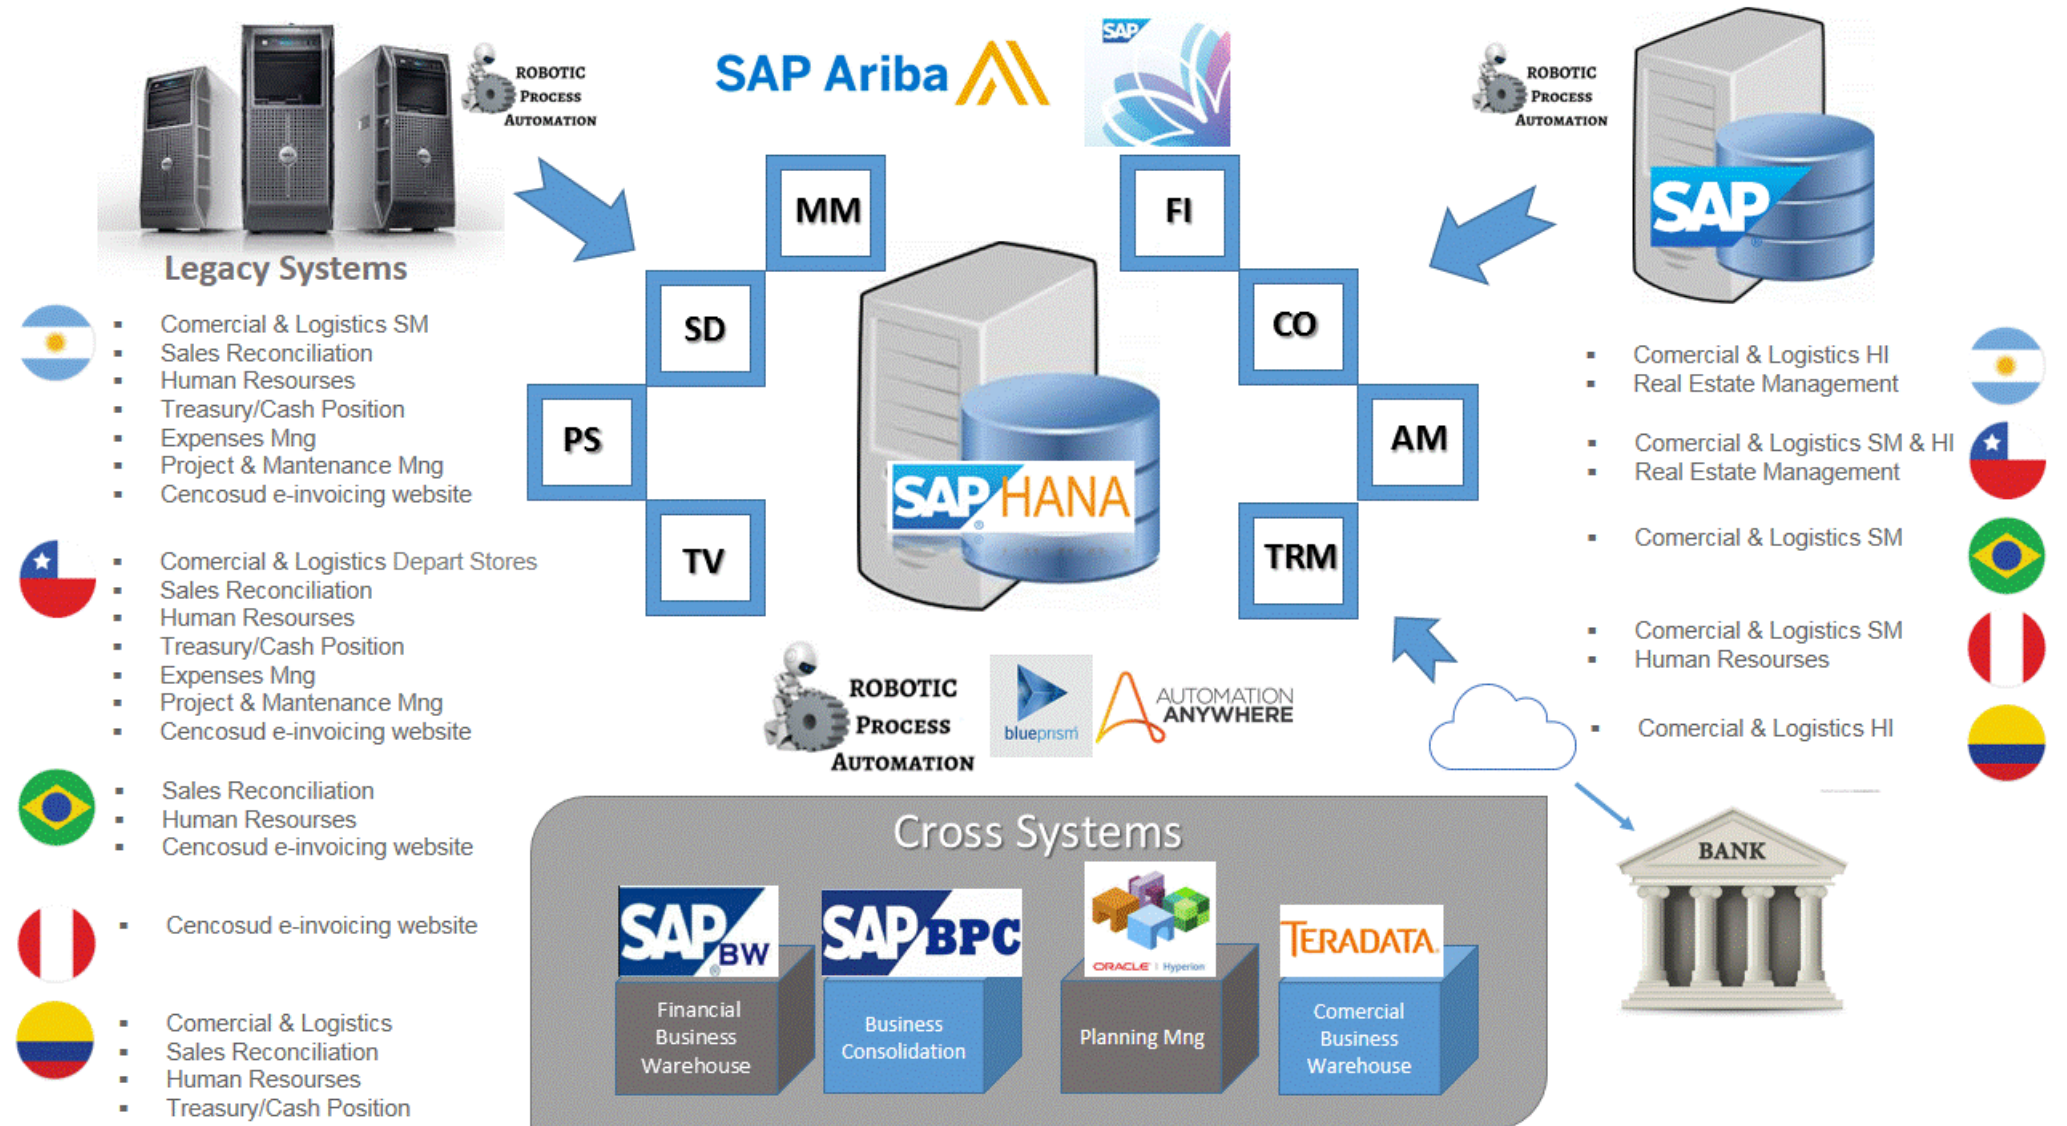 ROBOTIC
PROCESS
AUTOMATION
SAP Ariba
SAP
ROBOTIC
PROCESS
AUTOMATION
SAP
Legacy Systems
Comercial & Logistics SM
Sales Reconciliation
Human Resourses
Treasury/Cash Position
Expenses Mng
Project & Mantenance Mng
Cencosud e-invoicing website
Comercial & Logistics Depart Stores
Sales Reconciliation
Human Resourses
Treasury/Cash Position
Expenses Mng
Project & Mantenance Mng
Cencosud e-invoicing website
Sales Reconciliation
Human Resourses
Cencosud e-invoicing website
Cencosud e-invoicing website
Comercial & Logistics
Sales Reconciliation
Human Resourses
Treasury/Cash Position
MM
SD
PS
TV
FI
CO
AM
TRM
SAP HANA
ROBOTIC
PROCESS
AUTOMATION
blueprism
AUTOMATION
ANYWHERE
Comercial & Logistics HI
Real Estate Management
Comercial & Logistics SM & HI
Real Estate Management
Comercial & Logistics SM
Comercial & Logistics SM
Human Resourses
Comercial & Logistics HI
BANK
Cross Systems
SAP BW
Financial
Business
Warehouse
SAP BPC
Business
Consolidation
ORACLE | Hyperion
Planning Mng
TERADATA
Comercial
Business
Warehouse